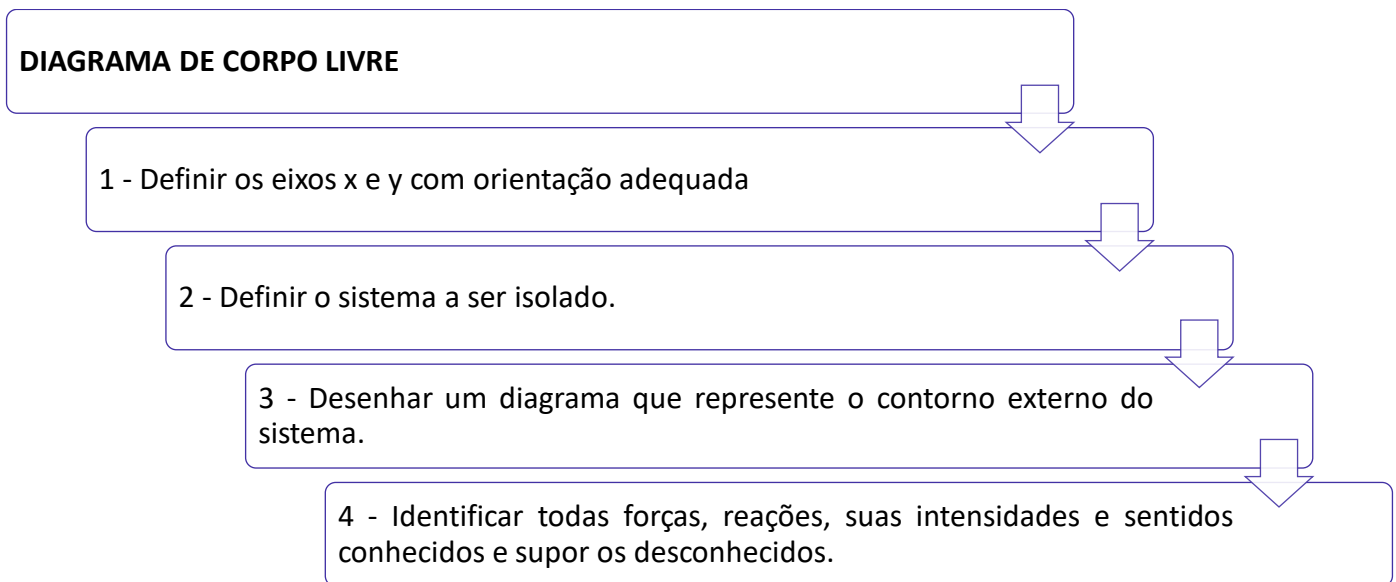 DIAGRAMA DE CORPO LIVRE
1 - Definir os eixos x e y com orientação adequada
2 - Definir o sistema a ser isolado.
3 - Desenhar um diagrama que represente o contorno externo do
sistema.
4 - Identificar todas forças, reações, suas intensidades e sentidos
conhecidos e supor os desconhecidos.